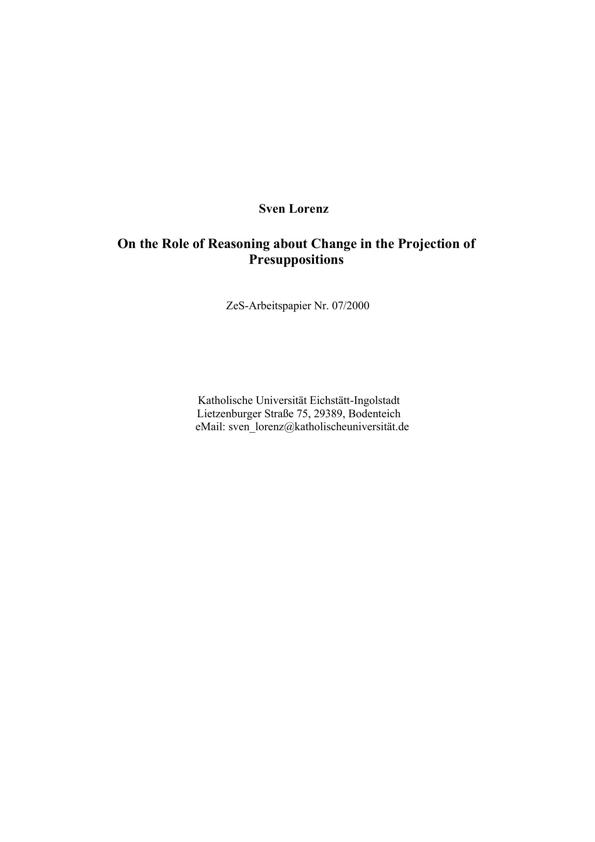 Sven Lorenz
On the Role of Reasoning about Change in the Projection of
Presuppositions
ZeS-Arbeitspapier Nr. 07/2000
Katholische Universität Eichstätt-Ingolstadt
Lietzenburger Straße 75, 29389, Bodenteich
eMail: sven_lorenz@katholischeuniversität.de